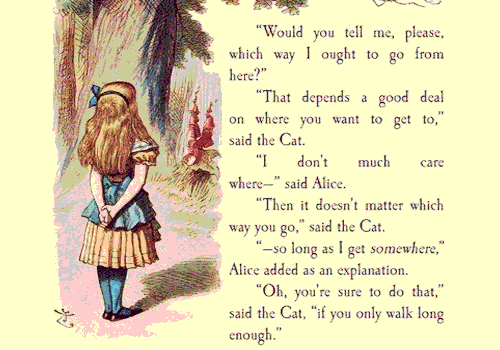 “Would you tell me, please,
which way I ought to go from
here?”
“That depends a good deal
on where you want to get to,”
said the Cat.
“I don't much care
where—” said Alice.
“Then it doesn't matter which
way you go,” said the Cat.
“—so long as I get somewhere,”
Alice added as an explanation.
“Oh, you're sure to do that,”
said the Cat, “if you only walk long
enough.”